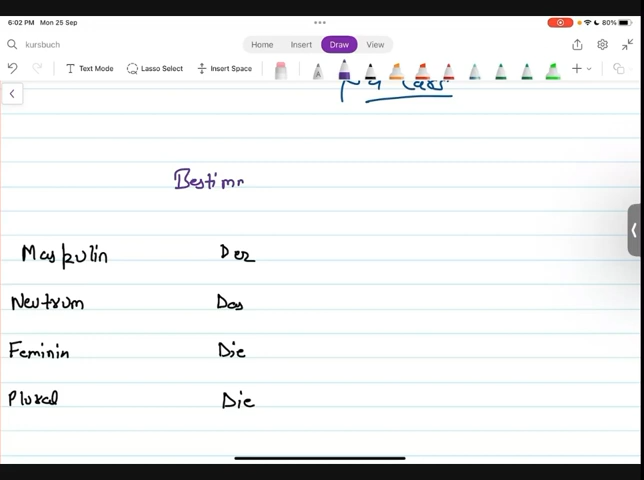 6:02 PM Mon 25 Sep
80%
kursbuch
Home Insert Draw View
Text Mode Lasso Select Insert Space
Bestimm
Maskulin Der
Neutrum Das
Feminin Die
Plural Die